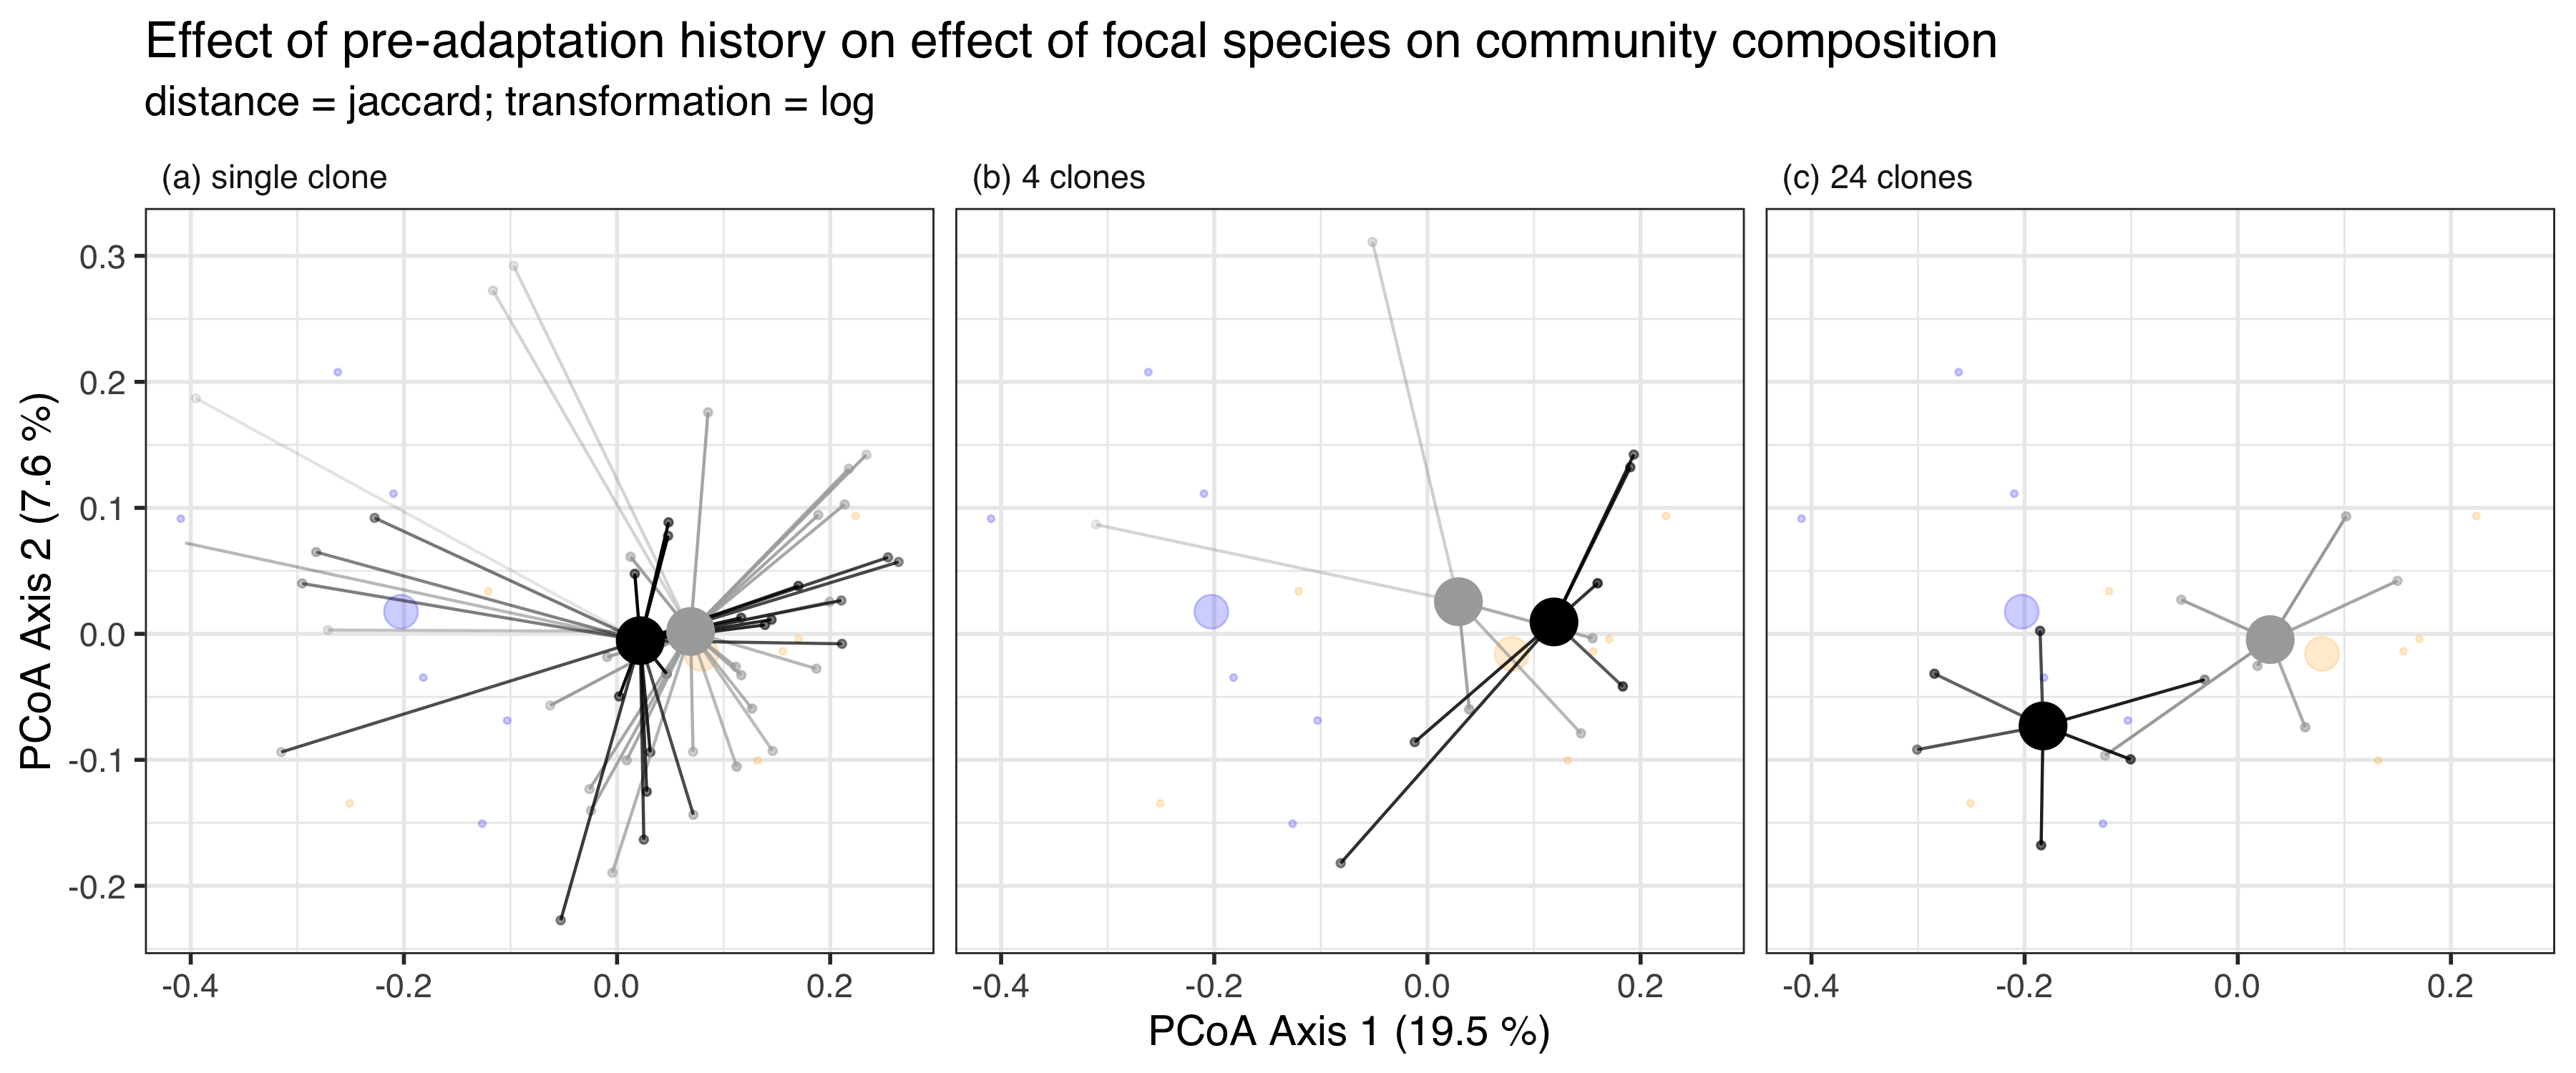 Effect of pre-adaptation history on effect of focal species on community composition
distance = jaccard; transformation = log
(a) single clone
(b) 4 clones
(c) 24 clones
PCoA Axis 2 (7.6 %)
0.3
0.2
0.1
0.0
-0.1
-0.2
-0.4 -0.2 0.0 0.2
-0.4 -0.2 0.0 0.2
-0.4 -0.2 0.0 0.2
PCoA Axis 1 (19.5 %)